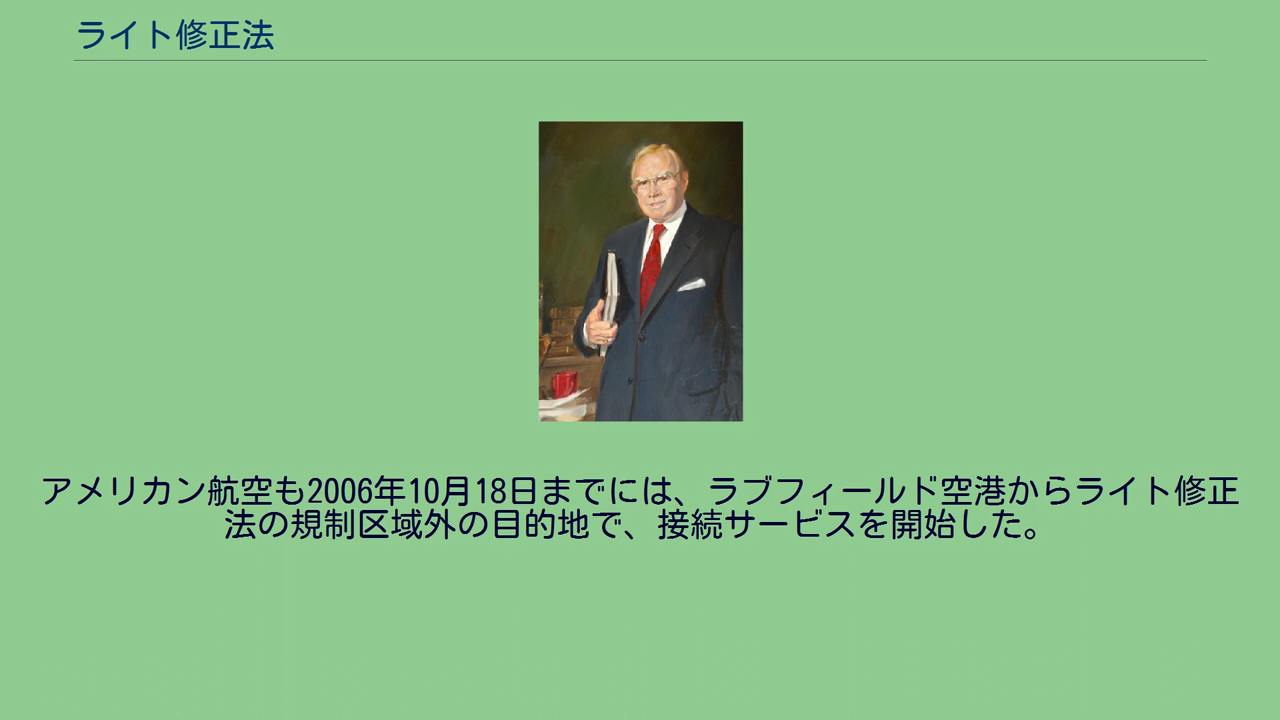 ライト修正法
アメリカン航空も2006年10月18日までには、ラブフィールド空港からライト修正
法の規制区域外の目的地で、接続サービスを開始した。